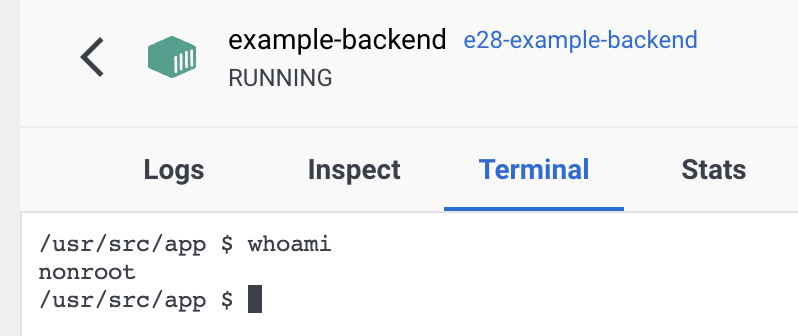 example-backend e28-example-backend
RUNNING
Logs Inspect Terminal Stats
/usr/src/app $ whoami
nonroot
/usr/src/app $